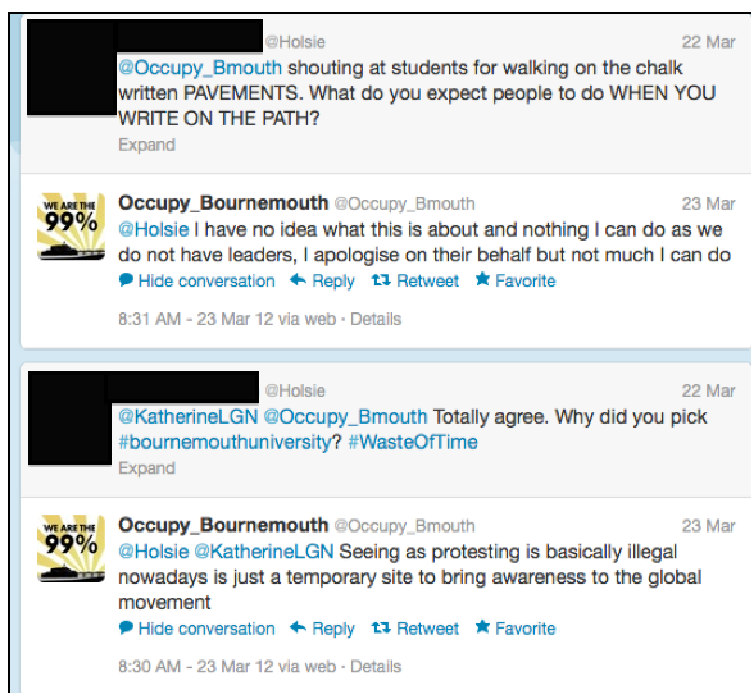 @Holsie 22 Mar
@Occupy_Bmouth shouting at students for walking on the chalk
written PAVEMENTS. What do you expect people to do WHEN YOU
WRITE ON THE PATH?
Expand
WE ARE THE
99%
Occupy_Bournemouth @Occupy_Bmouth 23 Mar
@Holsie I have no idea what this is about and nothing I can do as we
do not have leaders, I apologise on their behalf but not much I can do
Hide conversation Reply Retweet Favorite
8:31 AM - 23 Mar 12 via web · Details
@Holsie 22 Mar
@KatherineLGN @Occupy_Bmouth Totally agree. Why did you pick
#bournemouthuniversity? #WasteOfTime
Expand
WE ARE THE
99%
Occupy_Bournemouth @Occupy_Bmouth 23 Mar
@Holsie @KatherineLGN Seeing as protesting is basically illegal
nowadays is just a temporary site to bring awareness to the global
movement
Hide conversation Reply Retweet Favorite
8:30 AM - 23 Mar 12 via web · Details